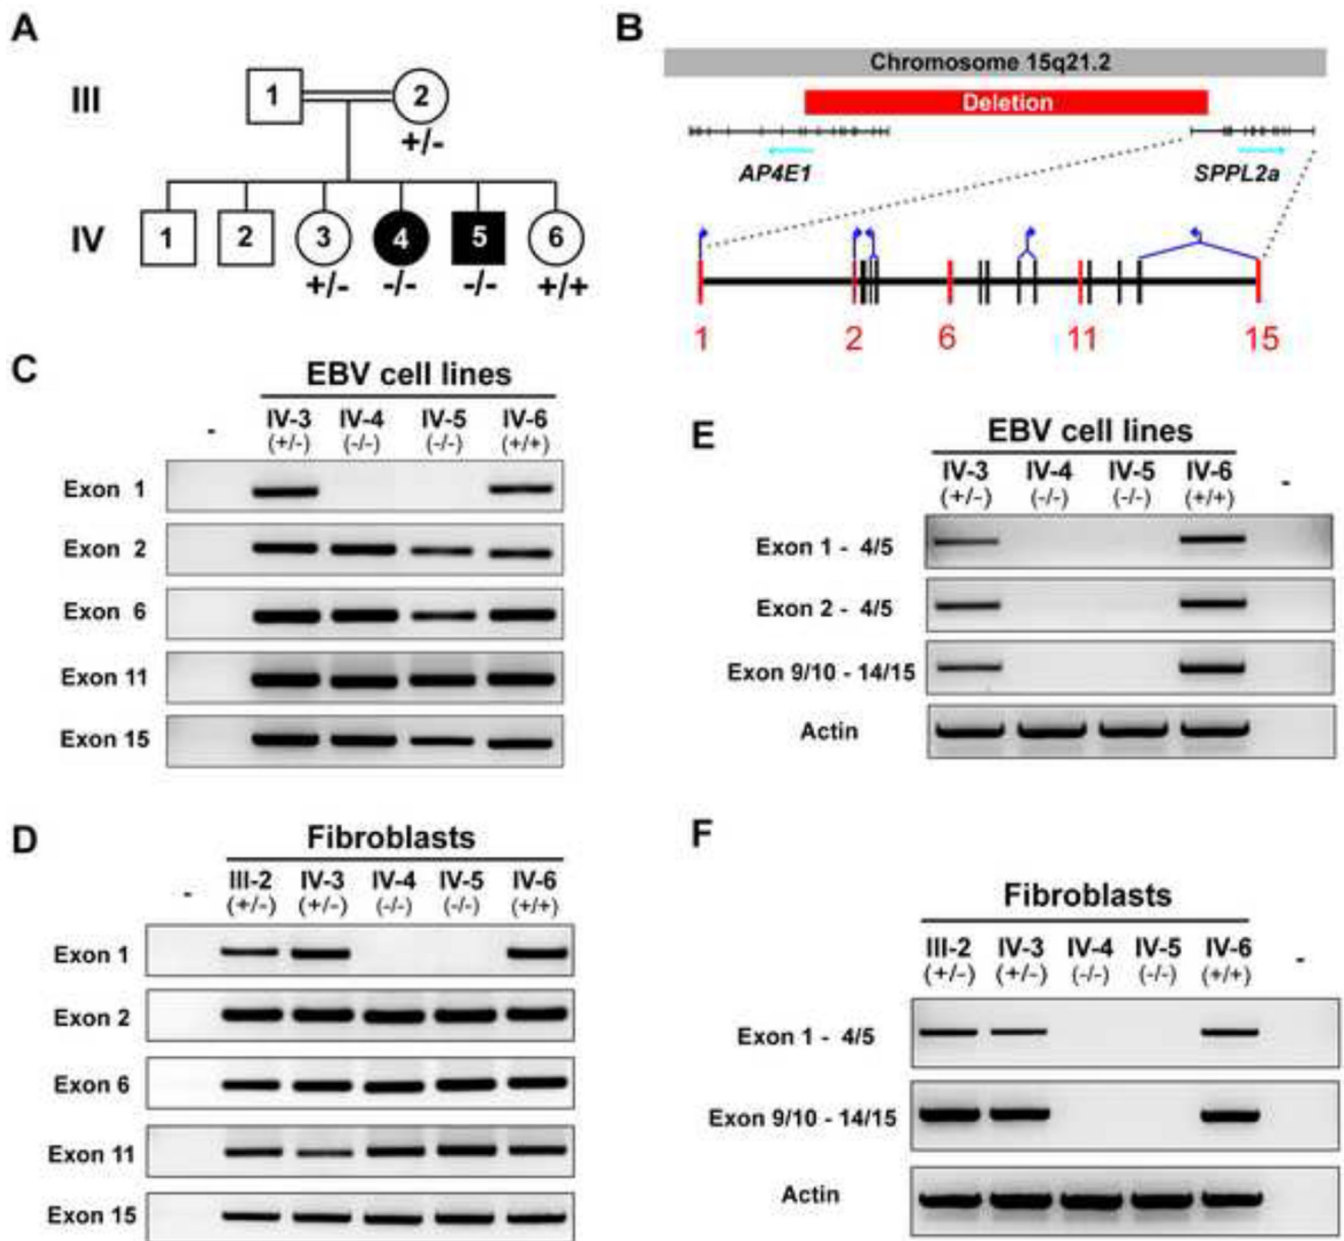 A
III
1
2
+/-
IV
1
2
3
4
5
6
+/-
-/-
-/-
+/+
B
Chromosome 15q21.2
Deletion
AP4E1
SPPL2a
1
2
6
11
15
C
EBV cell lines
-
IV-3
IV-4
IV-5
IV-6
(+/-)
(-/-)
(-/-)
(+/+)
Exon 1
Exon 2
Exon 6
Exon 11
Exon 15
D
Fibroblasts
-
III-2
IV-3
IV-4
IV-5
IV-6
(+/-)
(+/-)
(-/-)
(-/-)
(+/+)
Exon 1
Exon 2
Exon 6
Exon 11
Exon 15
E
EBV cell lines
IV-3
IV-4
IV-5
IV-6
-
(+/-)
(-/-)
(-/-)
(+/+)
Exon 1 - 4/5
Exon 2 - 4/5
Exon 9/10 - 14/15
Actin
F
Fibroblasts
III-2
IV-3
IV-4
IV-5
IV-6
-
(+/-)
(+/-)
(-/-)
(-/-)
(+/+)
Exon 1 - 4/5
Exon 9/10 - 14/15
Actin